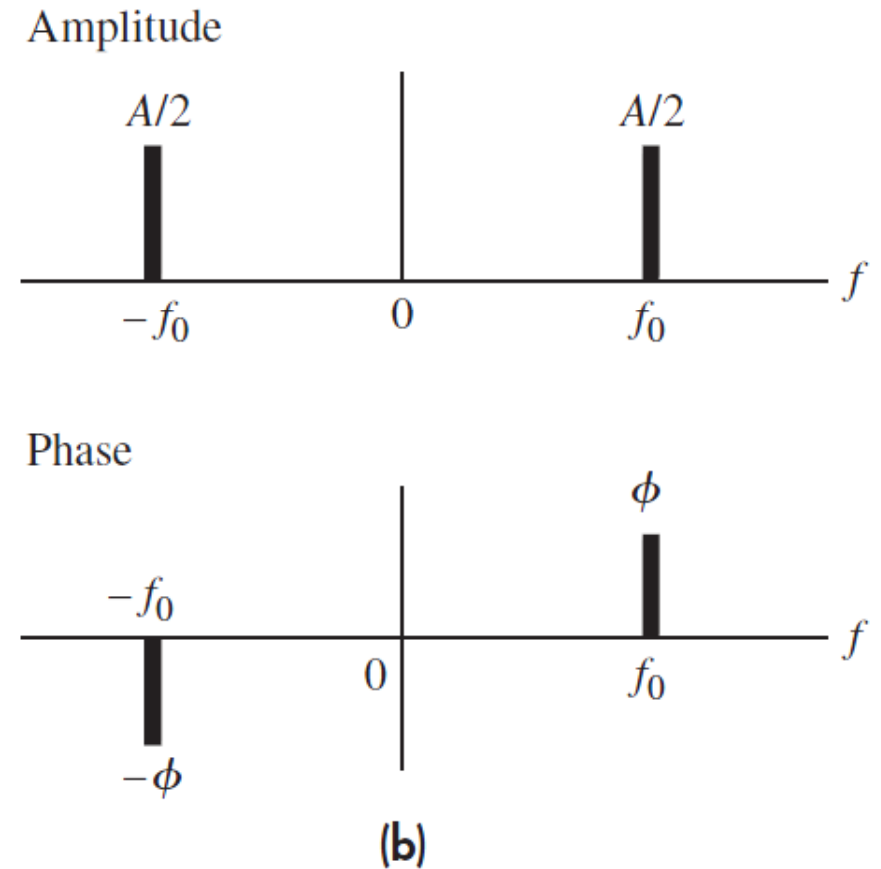 Amplitude
A/2 A/2
−f₀ 0 f₀ f
Phase
ϕ
−f₀
0 f₀ f
−ϕ
(b)